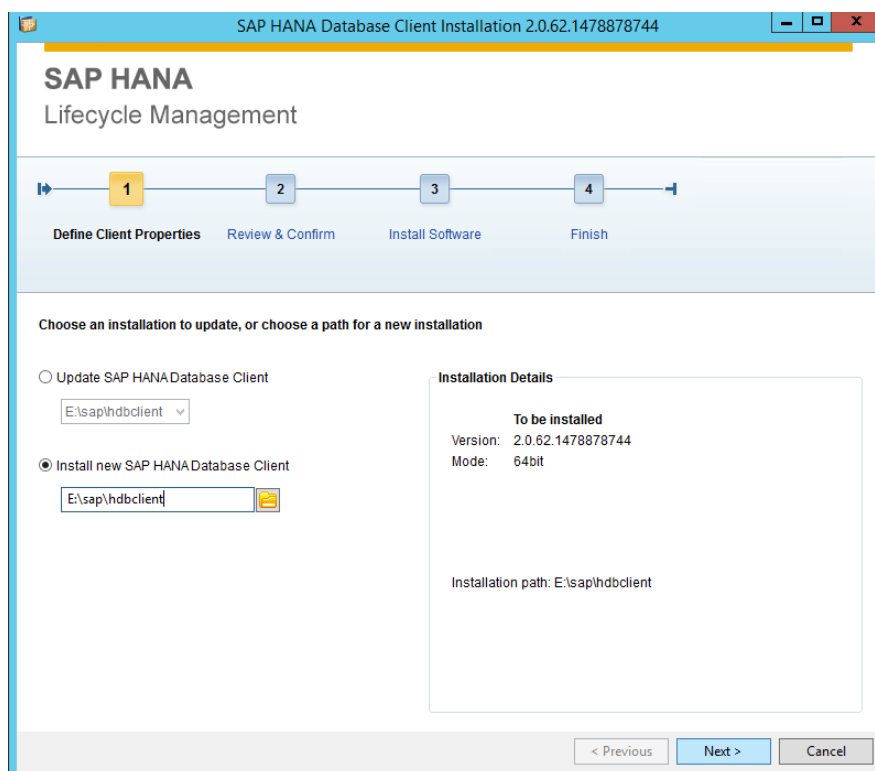 SAP HANA Database Client Installation 2.0.62.1478878744
SAP HANA
Lifecycle Management
1
2
3
4
Define Client Properties
Review & Confirm
Install Software
Finish
Choose an installation to update, or choose a path for a new installation
Update SAP HANA Database Client
E:\sap\hdbclient
Install new SAP HANA Database Client
E:\sap\hdbclient
Installation Details
To be installed
Version: 2.0.62.1478878744
Mode: 64bit
Installation path: E:\sap\hdbclient
< Previous
Next >
Cancel